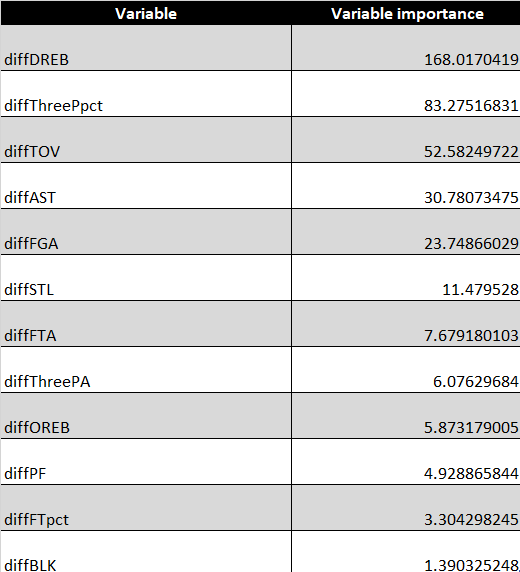 Variable Variable importance
diffDREB 168.0170419
diffThreePpct 83.27516831
diffTOV 52.58249722
diffAST 30.78073475
diffFGA 23.74866029
diffSTL 11.479528
diffFTA 7.679180103
diffThreePA 6.07629684
diffOREB 5.873179005
diffPF 4.928865844
diffFTpct 3.304298245
diffBLK 1.390325248